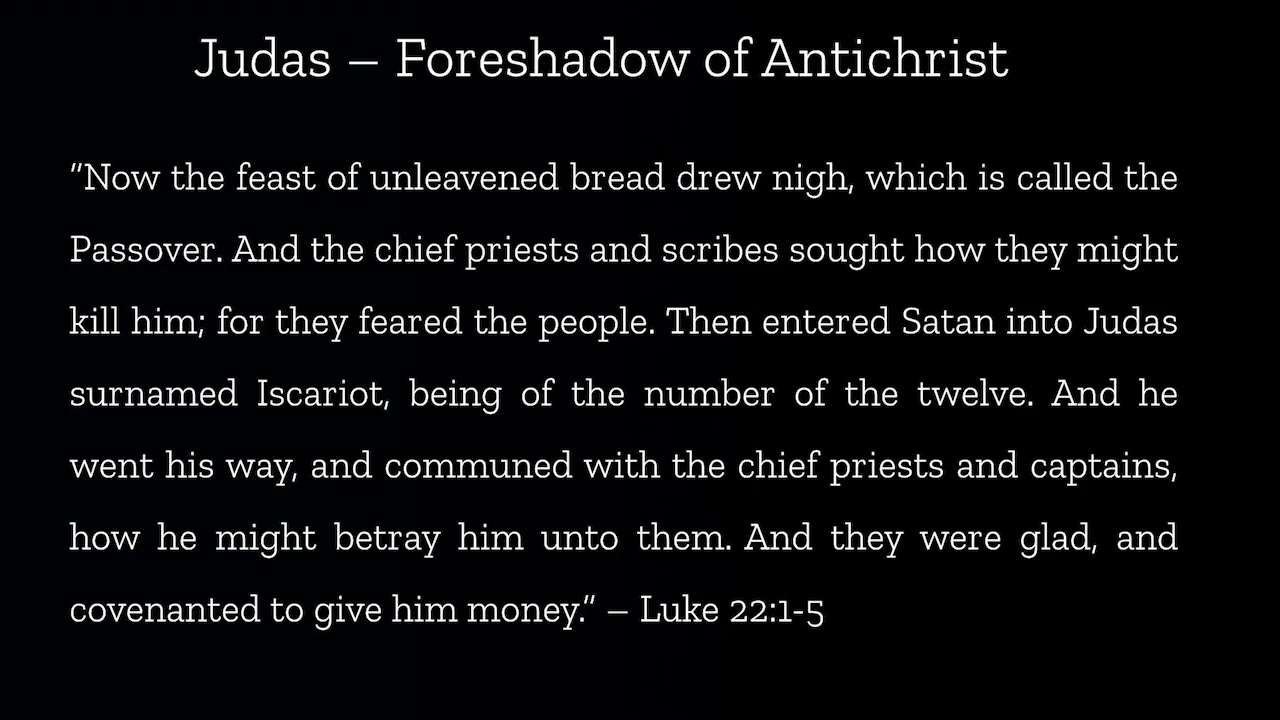 Judas – Foreshadow of Antichrist
“Now the feast of unleavened bread drew nigh, which is called the
Passover. And the chief priests and scribes sought how they might
kill him; for they feared the people. Then entered Satan into Judas
surnamed Iscariot, being of the number of the twelve. And he
went his way, and communed with the chief priests and captains,
how he might betray him unto them. And they were glad, and
covenanted to give him money.” – Luke 22:1-5